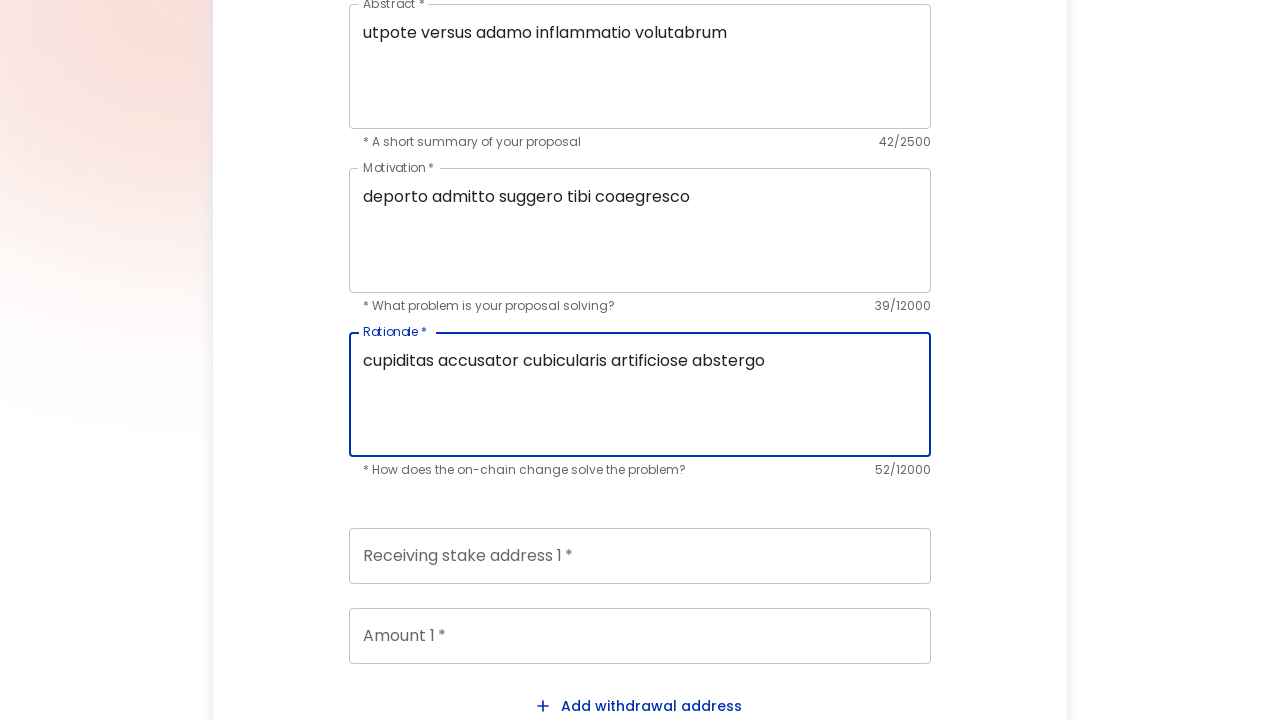 Abstract *
utpote versus adamo inflammatio volutabrum
* A short summary of your proposal 42/2500
Motivation *
deporto admitto suggero tibi coaegresco
* What problem is your proposal solving? 39/12000
Rationale *
cupiditas accusator cubicularis artificiose abstergo
* How does the on-chain change solve the problem? 52/12000
Receiving stake address 1 *
Amount 1 *
+ Add withdrawal address